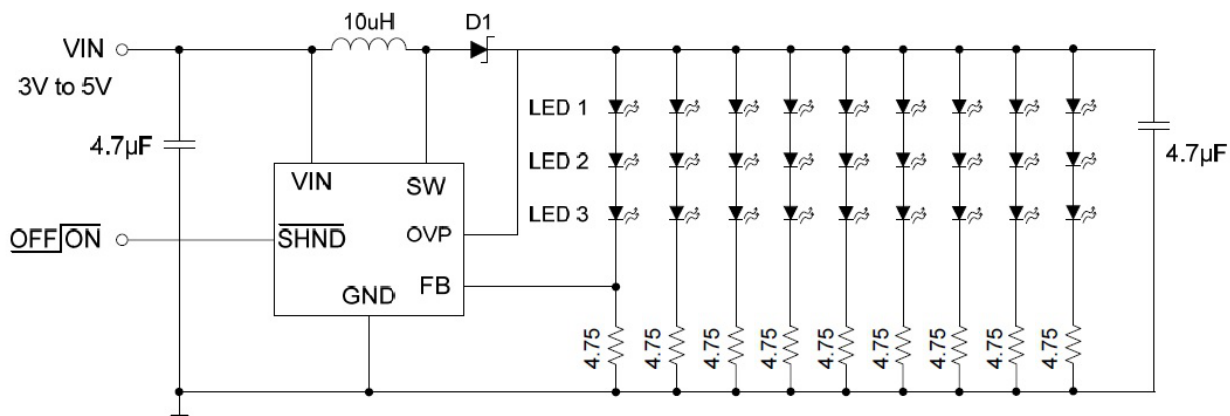 10uH
D1
VIN
3V to 5V
4.7µF
LED 1
LED 2
LED 3
4.7µF
VIN
SW
OFF ON
SHND
OVP
FB
GND
4.75
4.75
4.75
4.75
4.75
4.75
4.75
4.75
4.75